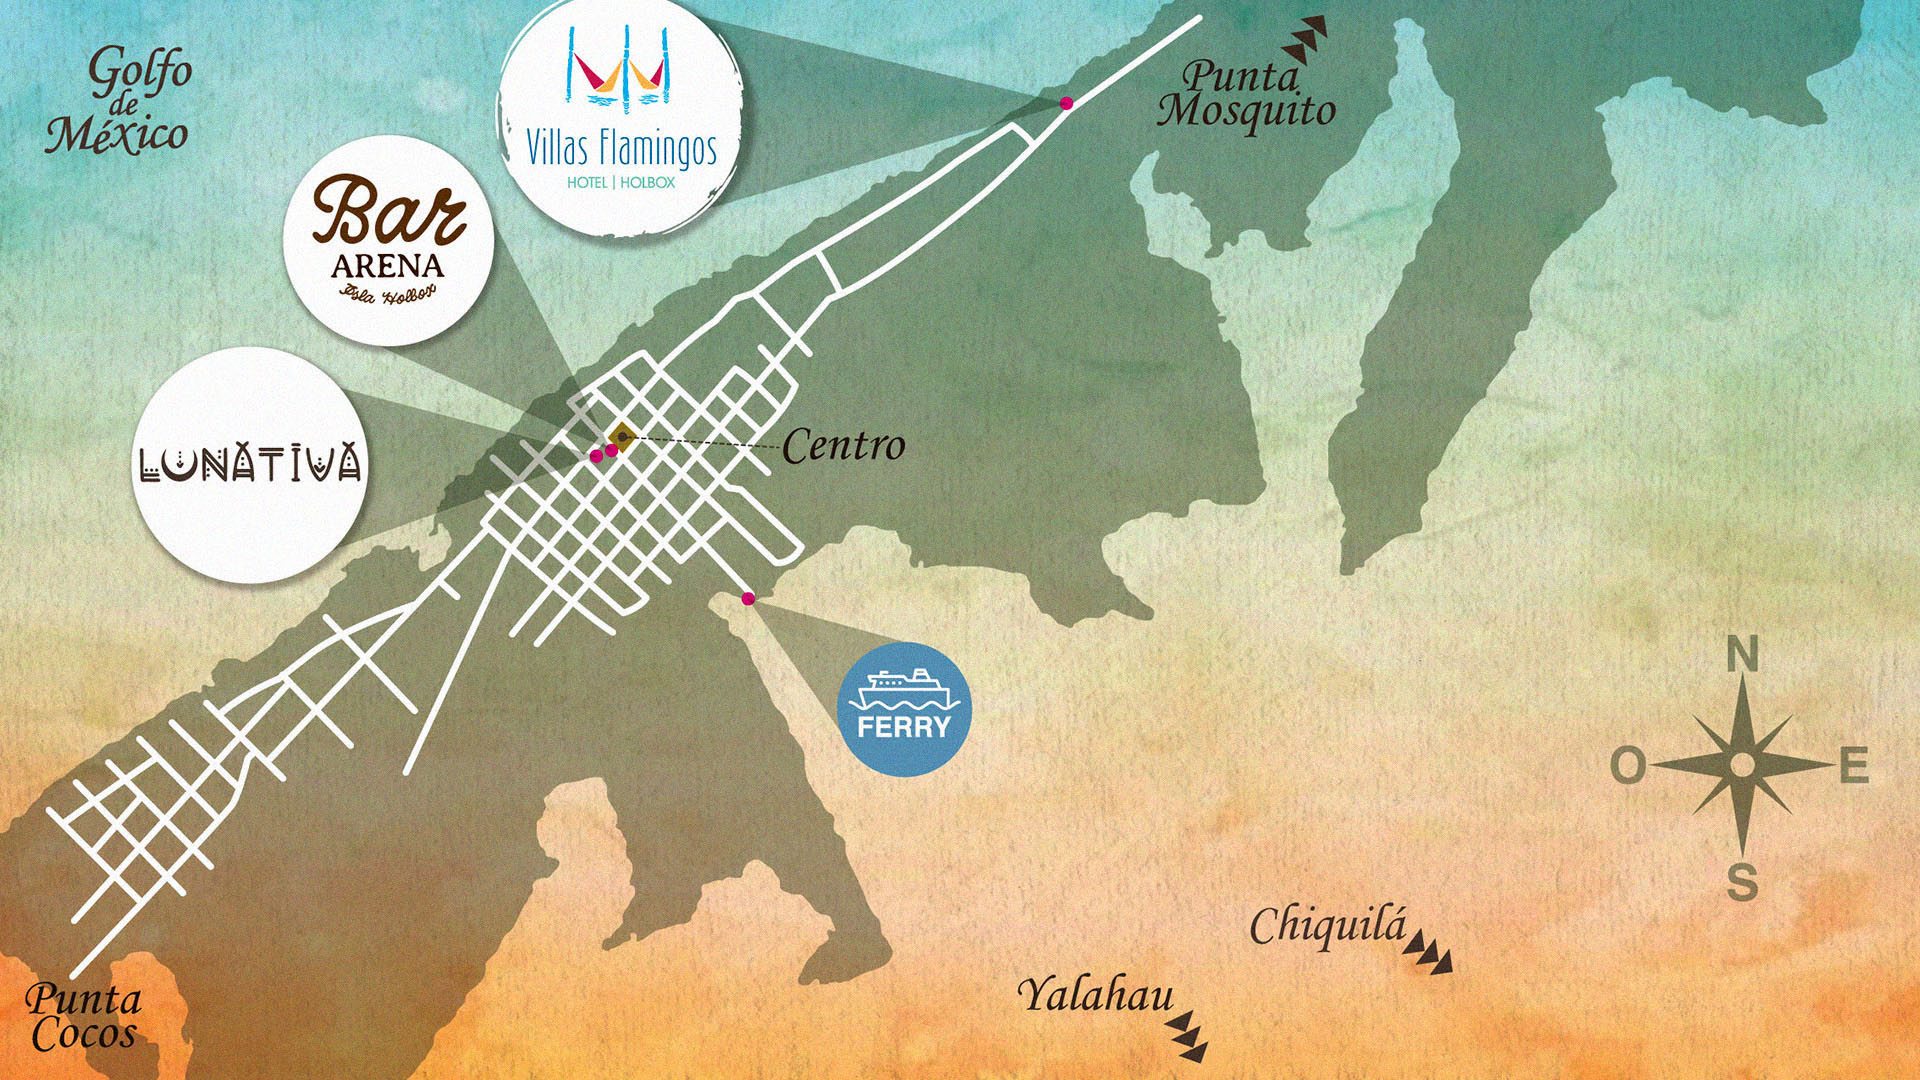 Golfo
de
México
Villas Flamingos
HOTEL | HOLBOX
Punta
Mosquito
Bar
ARENA
Isla Holbox
LUNATIVA
Centro
FERRY
N
O
E
S
Chiquilá
Yalahau
Punta
Cocos